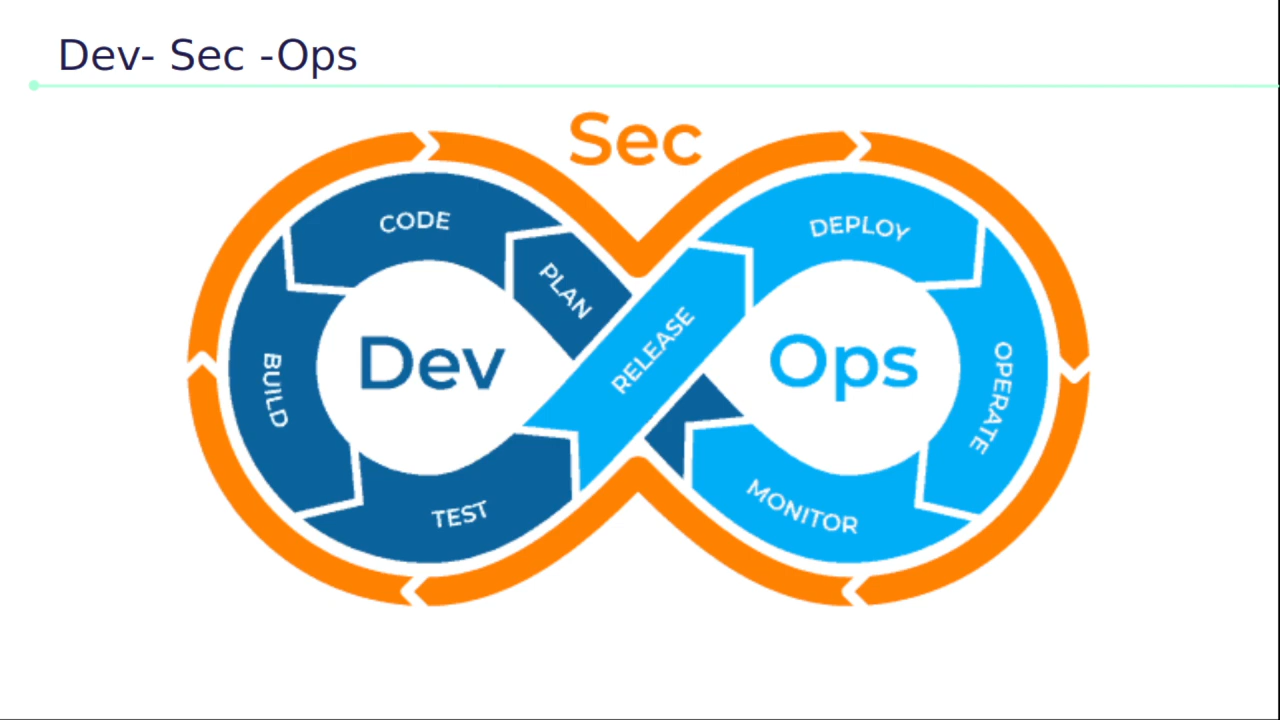 Dev- Sec -Ops
Sec
CODE
DEPLOY
PLAN
RELEASE
Dev
Ops
BUILD
OPERATE
TEST
MONITOR